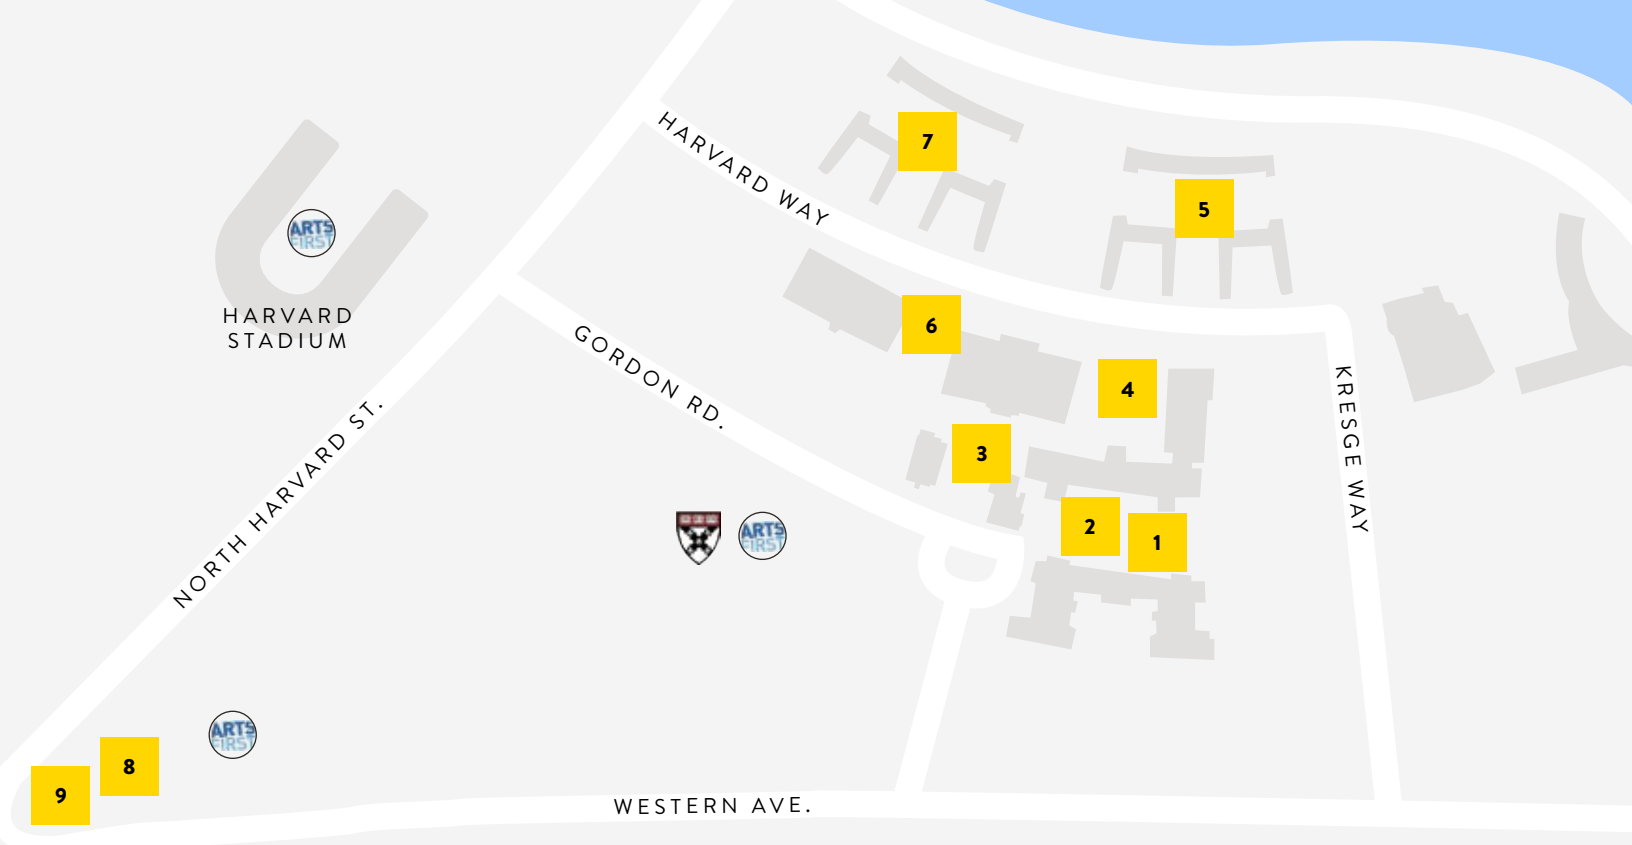 HARVARD WAY
7
5
ARTS
FIRST
HARVARD
STADIUM
6
GORDON RD.
4
KRESGE WAY
NORTH HARVARD ST.
3
2
1
ARTS
FIRST
ARTS
FIRST
8
9
WESTERN AVE.